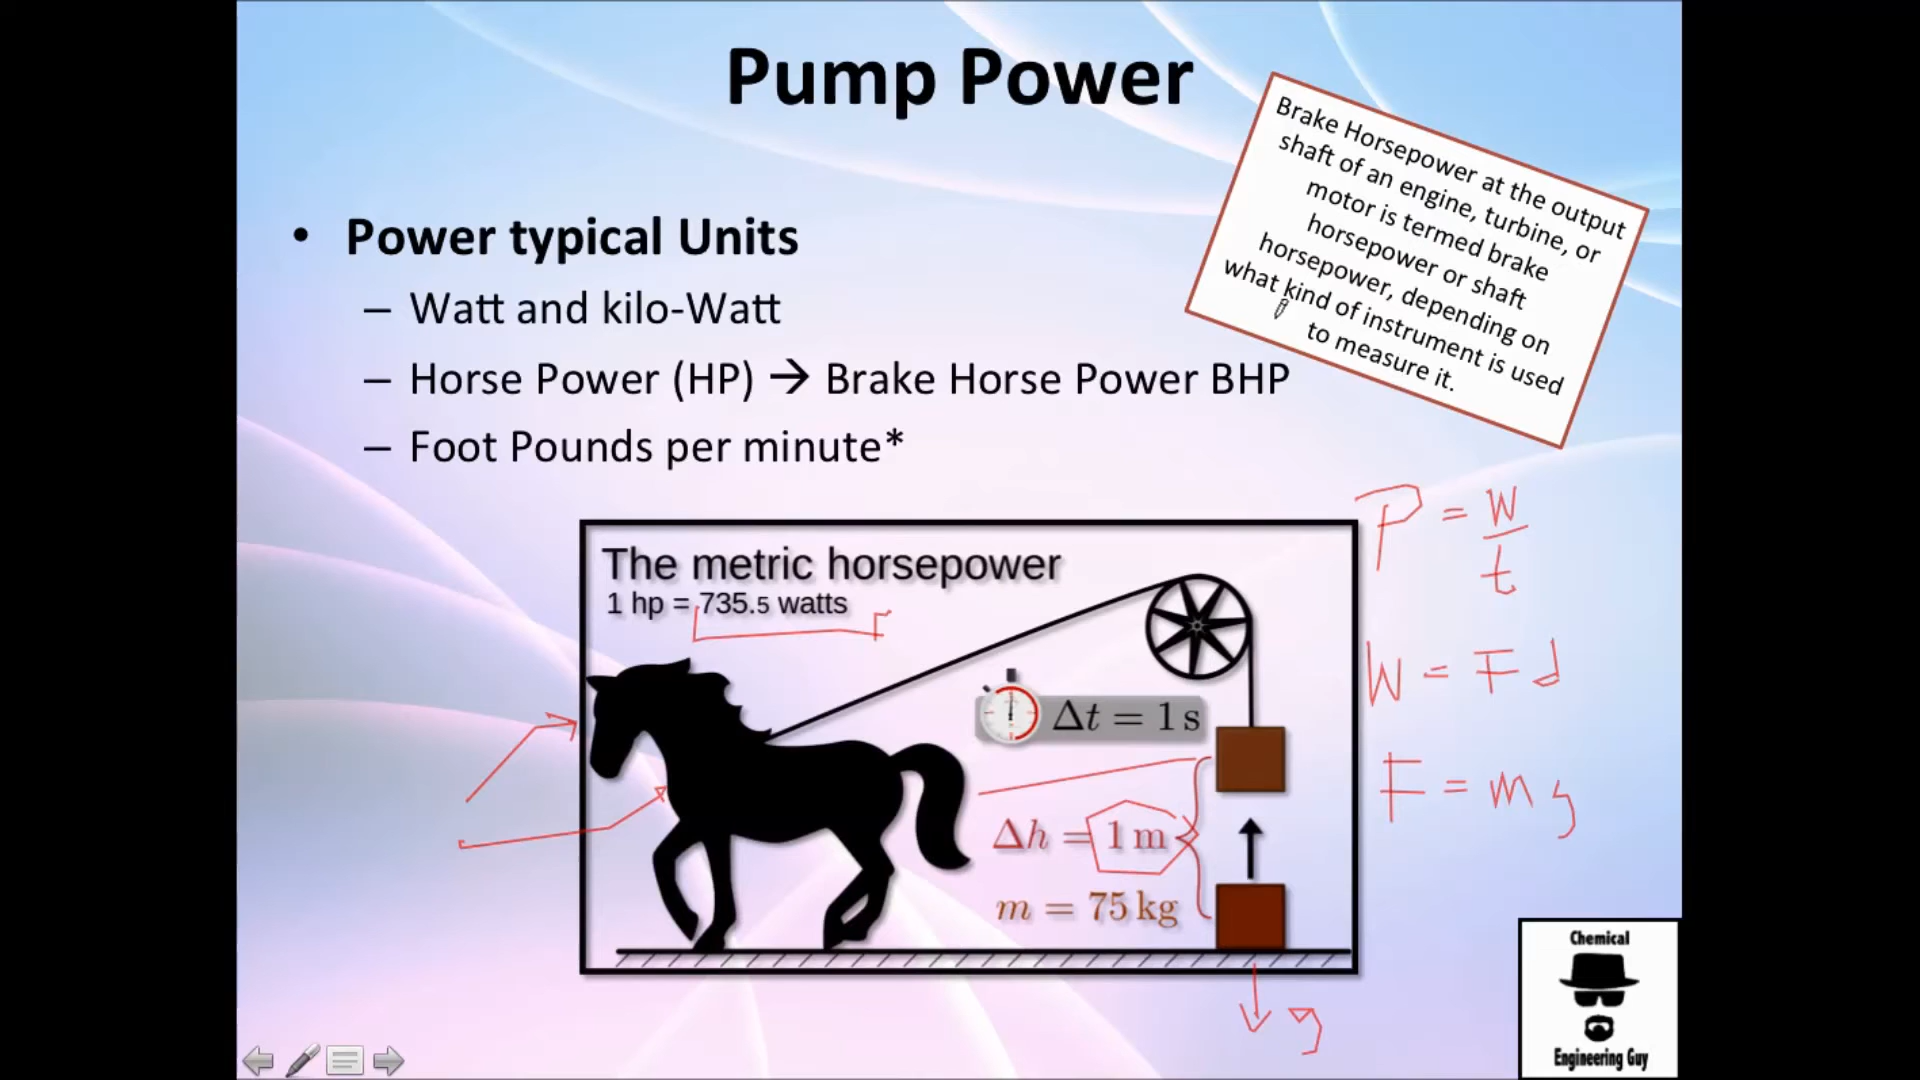 Pump Power
Brake Horsepower at the output
shaft of an engine, turbine, or
motor is termed brake
horsepower or shaft
horsepower, depending on
what kind of instrument is used
to measure it.
• Power typical Units
– Watt and kilo-Watt
– Horse Power (HP) → Brake Horse Power BHP
– Foot Pounds per minute*
The metric horsepower
1 hp = 735.5 watts
Δt = 1 s
Δh = 1 m
m = 75 kg
P = W/t
W = Fd
F = mg
g
Chemical
Engineering Guy